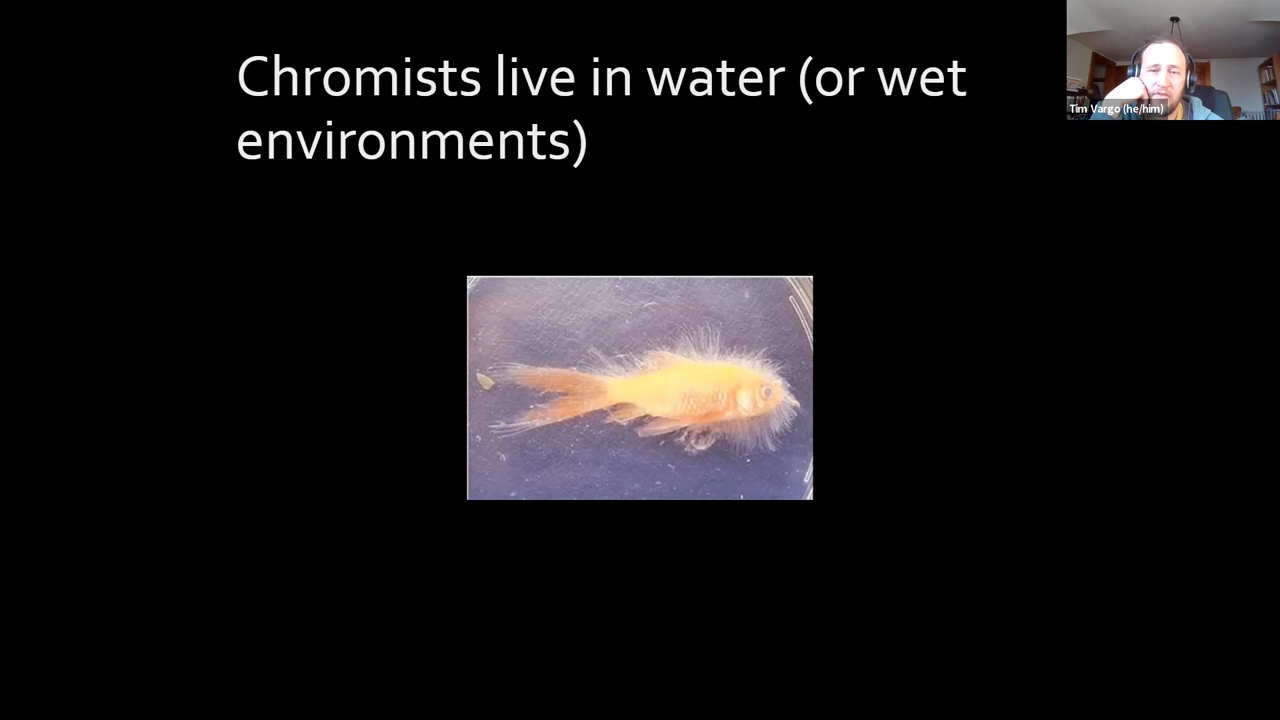 Chromists live in water (or wet
environments)
Tim Vargo (he/him)